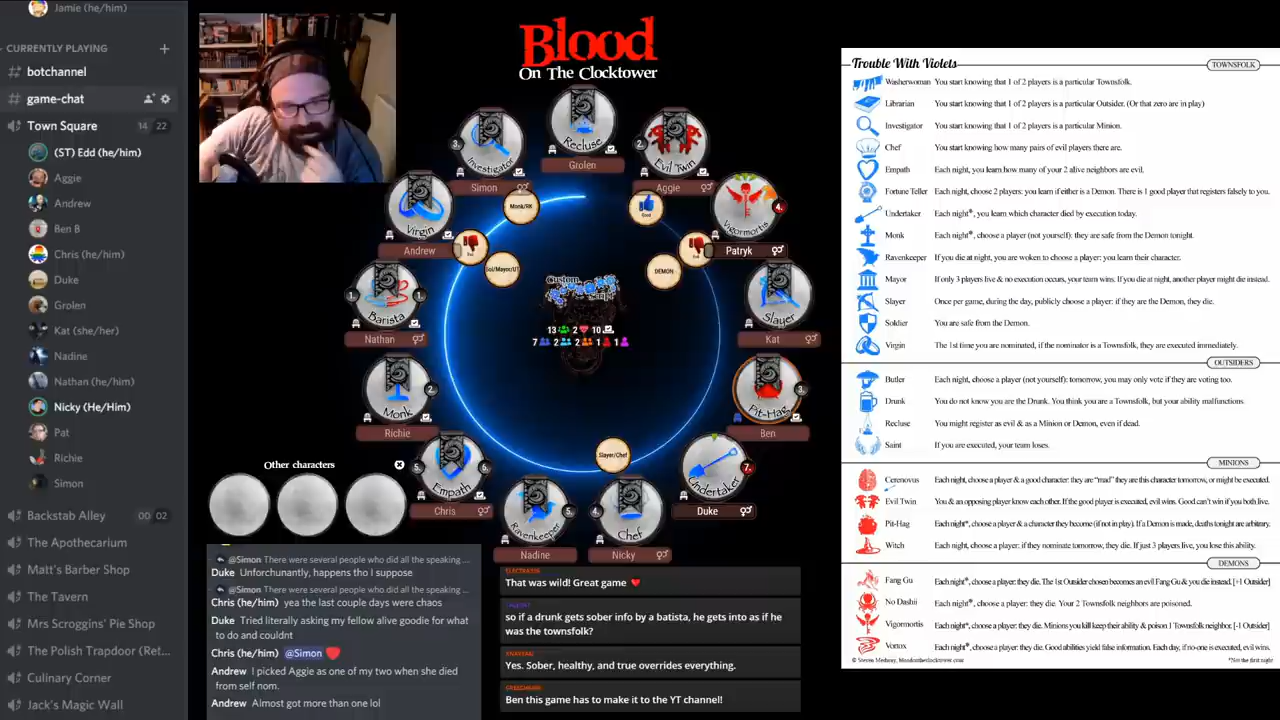 Jamie (he/him)
CURRENTLY PLAYING
botchannel
game-chat
Town Square 14 22
(ST) Edd (he/him)
Aggie
Andrew
Ben B
Chris (he/him)
Duke
Grolen
Kat (she/her)
Nadine
Nathan (he/him)
Nicky (He/Him)
Pat
Richie
Simon
Backstab Alley 00 02
The Apothecarium
Matt's Barber Shop
The Tavern
Mrs Scroggins' Pie Shop
The Polish Trapdoor (Ret...
Culinary Corner
Jack's Magic Wall
Blood
On The Clocktower
Recluse
Grolen
Evil Twin
Aggie
Vigormortis
Patryk
Slayer
Kat
Pit-Hag
Ben
Undertaker
Duke
Chef
Nicky
Ravenkeeper
Nadine
Empath
Chris
Monk
Richie
Barista
Nathan
Virgin
Andrew
Investigator
Simon
Monk/RK
Good
Evil
Evil
Sol/Mayor/UT
DEMON
Slayer/Chef
Custom
Script
13 2 10
7 2 2 1 1
Other characters
@Simon There were several people who did all the speaking ...
Duke Unforchunantly, happens tho I suppose
@Simon There were several people who did all the speaking ...
Chris (he/him) yea the last couple days were chaos
Duke Tried literally asking my fellow alive goodie for what
to do and couldnt
Chris (he/him) @Simon
Andrew I picked Aggie as one of my two when she died
from self nom.
Andrew Almost got more than one lol
That was wild! Great game
so if a drunk gets sober info by a batista, he gets into as if he
was the townsfolk?
Yes. Sober, healthy, and true overrides everything.
Ben this game has to make it to the YT channel!
Trouble With Violets
TOWNSFOLK
Washerwoman You start knowing that 1 of 2 players is a particular Townsfolk.
Librarian You start knowing that 1 of 2 players is a particular Outsider. (Or that zero are in play)
Investigator You start knowing that 1 of 2 players is a particular Minion.
Chef You start knowing how many pairs of evil players there are.
Empath Each night, you learn how many of your 2 alive neighbors are evil.
Fortune Teller Each night, choose 2 players: you learn if either is a Demon. There is 1 good player that registers falsely to you.
Undertaker Each night*, you learn which character died by execution today.
Monk Each night*, choose a player (not yourself): they are safe from the Demon tonight.
Ravenkeeper If you die at night, you are woken to choose a player: you learn their character.
Mayor If only 3 players live & no execution occurs, your team wins. If you die at night, another player might die instead.
Slayer Once per game, during the day, publicly choose a player: if they are the Demon, they die.
Soldier You are safe from the Demon.
Virgin The 1st time you are nominated, if the nominator is a Townsfolk, they are executed immediately.
OUTSIDERS
Butler Each night, choose a player (not yourself): tomorrow, you may only vote if they are voting too.
Drunk You do not know you are the Drunk. You think you are a Townsfolk, but your ability malfunctions.
Recluse You might register as evil & as a Minion or Demon, even if dead.
Saint If you are executed, your team loses.
MINIONS
Cerenovus Each night, choose a player & a good character: they are "mad" they are this character tomorrow, or might be executed.
Evil Twin You & an opposing player know each other. If the good player is executed, evil wins. Good can't win if you both live.
Pit-Hag Each night*, choose a player & a character they become (if not in play). If a Demon is made, deaths tonight are arbitrary.
Witch Each night, choose a player: if they nominate tomorrow, they die. If just 3 players live, you lose this ability.
DEMONS
Fang Gu Each night*, choose a player: they die. The 1st Outsider chosen becomes an evil Fang Gu & you die instead. [+1 Outsider]
No Dashii Each night*, choose a player: they die. Your 2 Townsfolk neighbors are poisoned.
Vigormortis Each night*, choose a player: they die. Minions you kill keep their ability & poison 1 Townsfolk neighbor. [-1 Outsider]
Vortox Each night*, choose a player: they die. Good abilities yield false information. Each day, if no-one is executed, evil wins.
© Steven Medway, bloodontheclocktower.com *Not the first night